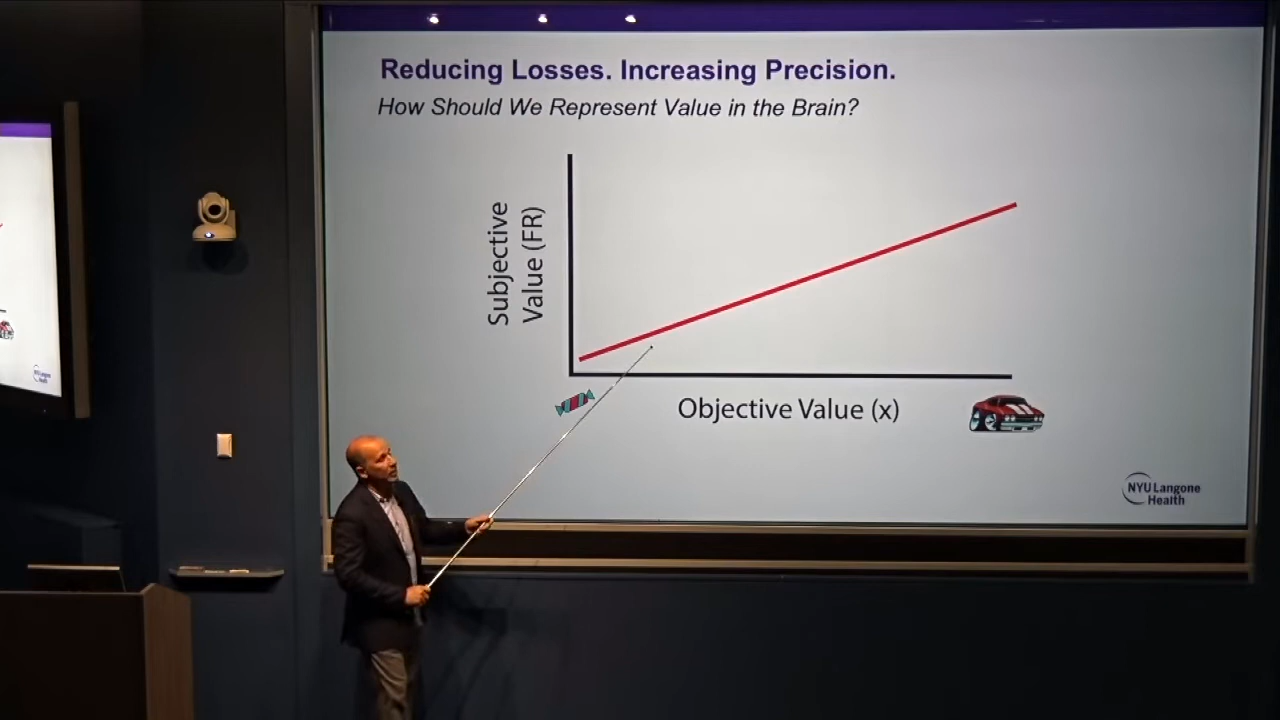 Reducing Losses. Increasing Precision.
How Should We Represent Value in the Brain?
Subjective
Value (FR)
Objective Value (x)
NYU Langone
Health